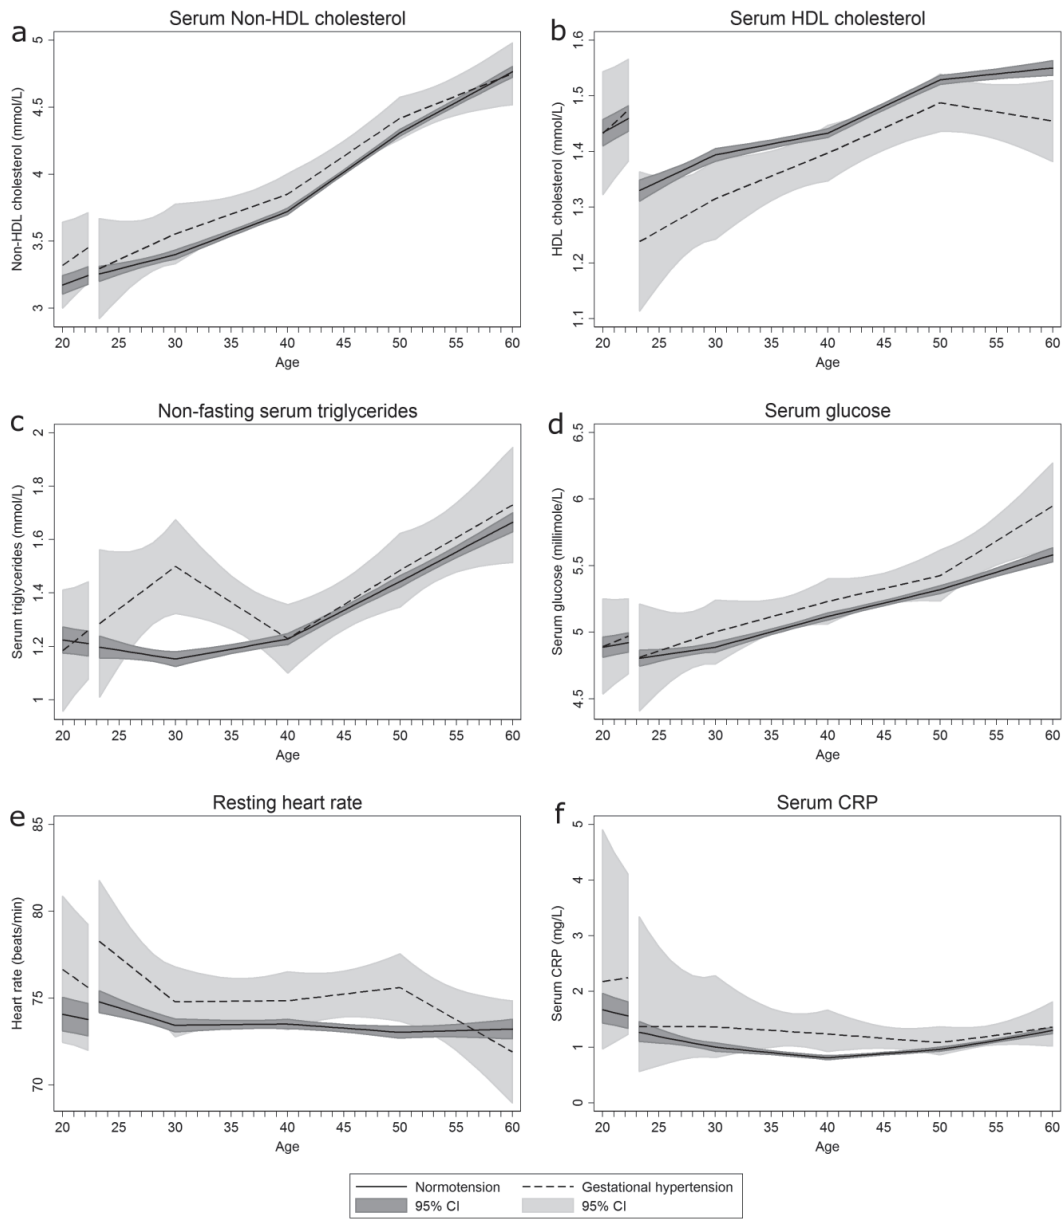 a Serum Non-HDL cholesterol
Non-HDL cholesterol (mmol/L)
5
4.5
4
3.5
3
20 25 30 35 40 45 50 55 60
Age
b Serum HDL cholesterol
HDL cholesterol (mmol/L)
1.6
1.5
1.4
1.3
1.2
1.1
20 25 30 35 40 45 50 55 60
Age
c Non-fasting serum triglycerides
Serum triglycerides (mmol/L)
2
1.8
1.6
1.4
1.2
1
20 25 30 35 40 45 50 55 60
Age
d Serum glucose
Serum glucose (millimole/L)
6.5
6
5.5
5
4.5
20 25 30 35 40 45 50 55 60
Age
e Resting heart rate
Heart rate (beats/min)
85
80
75
70
20 25 30 35 40 45 50 55 60
Age
f Serum CRP
Serum CRP (mg/L)
5
4
3
2
1
0
20 25 30 35 40 45 50 55 60
Age
Normotension Gestational hypertension
95% CI 95% CI